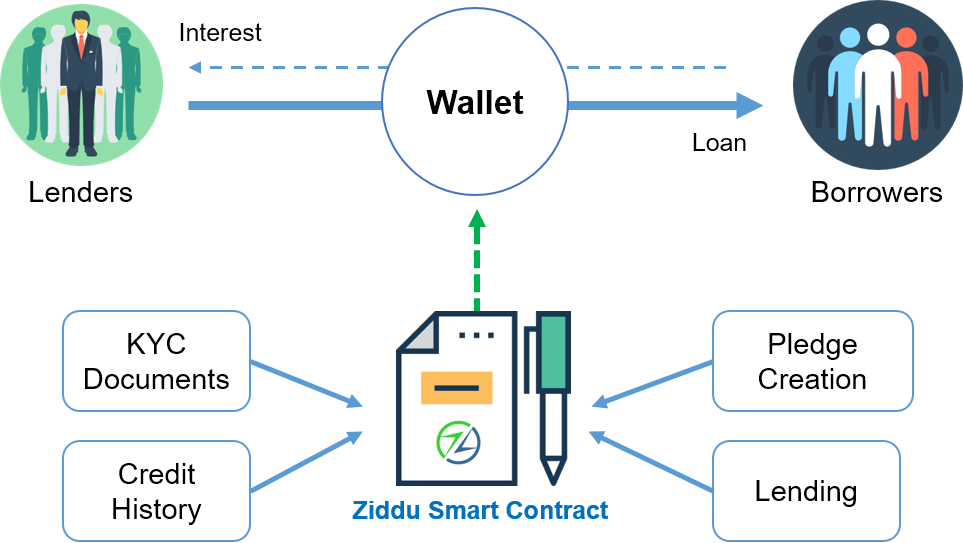 Interest
Wallet
Loan
Lenders
Borrowers
KYC
Documents
Pledge
Creation
Credit
History
Lending
Ziddu Smart Contract